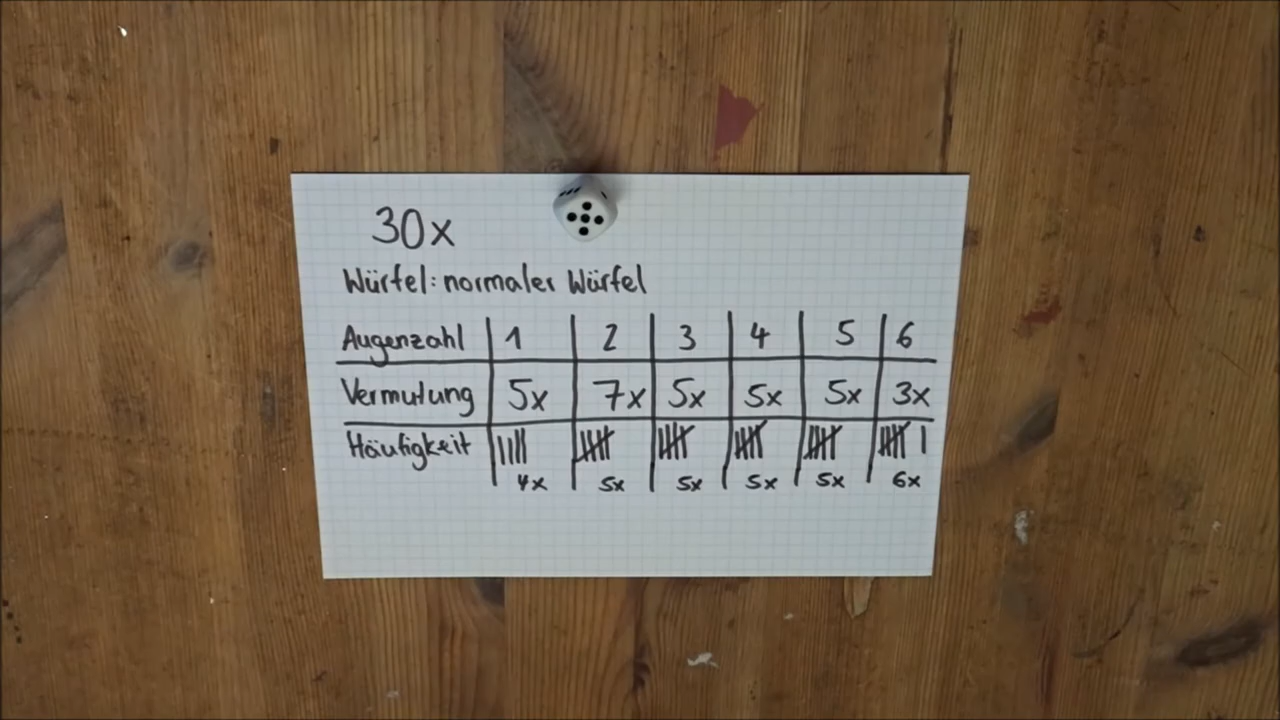 30x
Würfel: normaler Würfel
Augenzahl 1 2 3 4 5 6
Vermutung 5x 7x 5x 5x 5x 3x
Häufigkeit
4x 5x 5x 5x 5x 6x